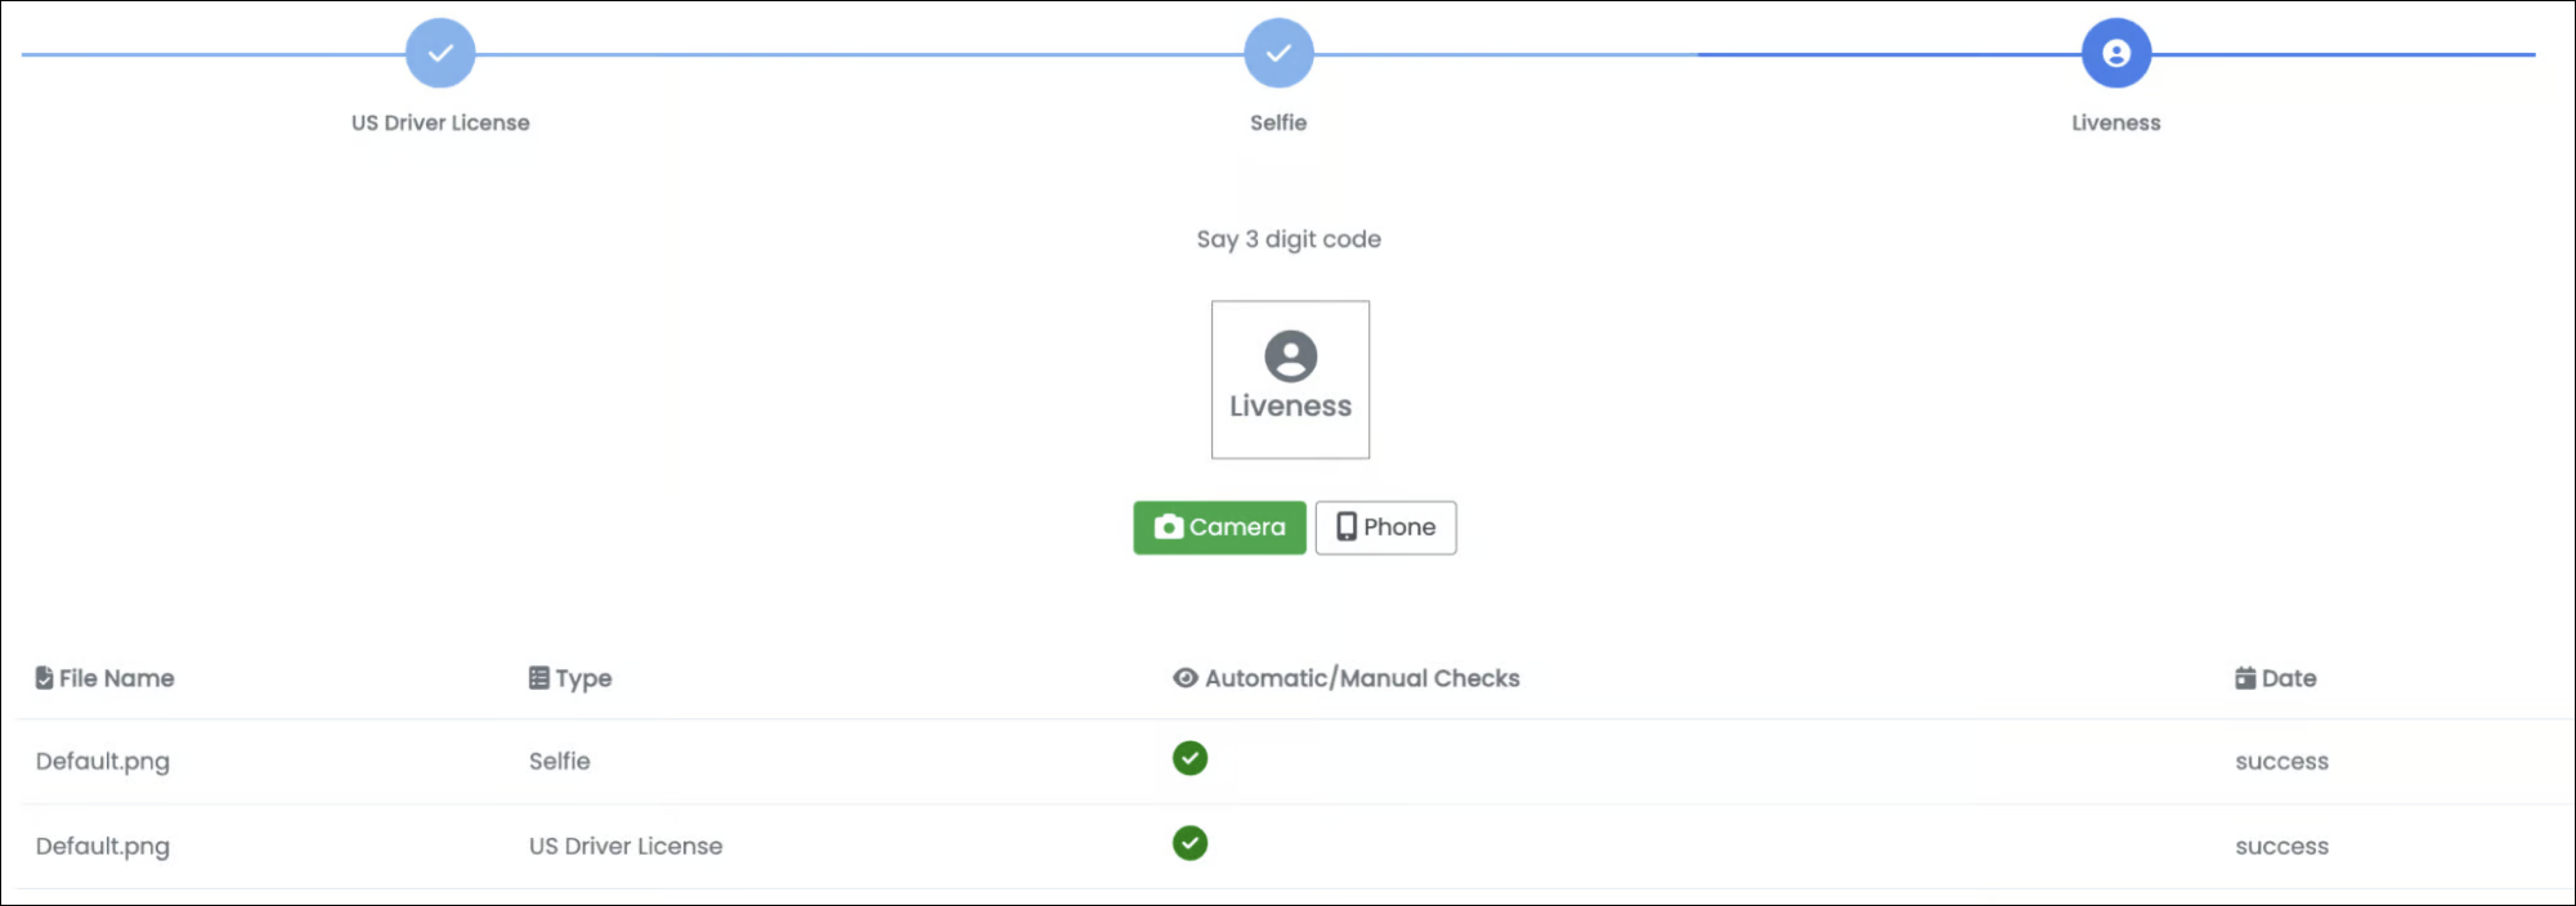 US Driver License
Selfie
Liveness
Say 3 digit code
Liveness
Camera
Phone
File Name
Type
Automatic/Manual Checks
Date
Default.png
Selfie
success
Default.png
US Driver License
success